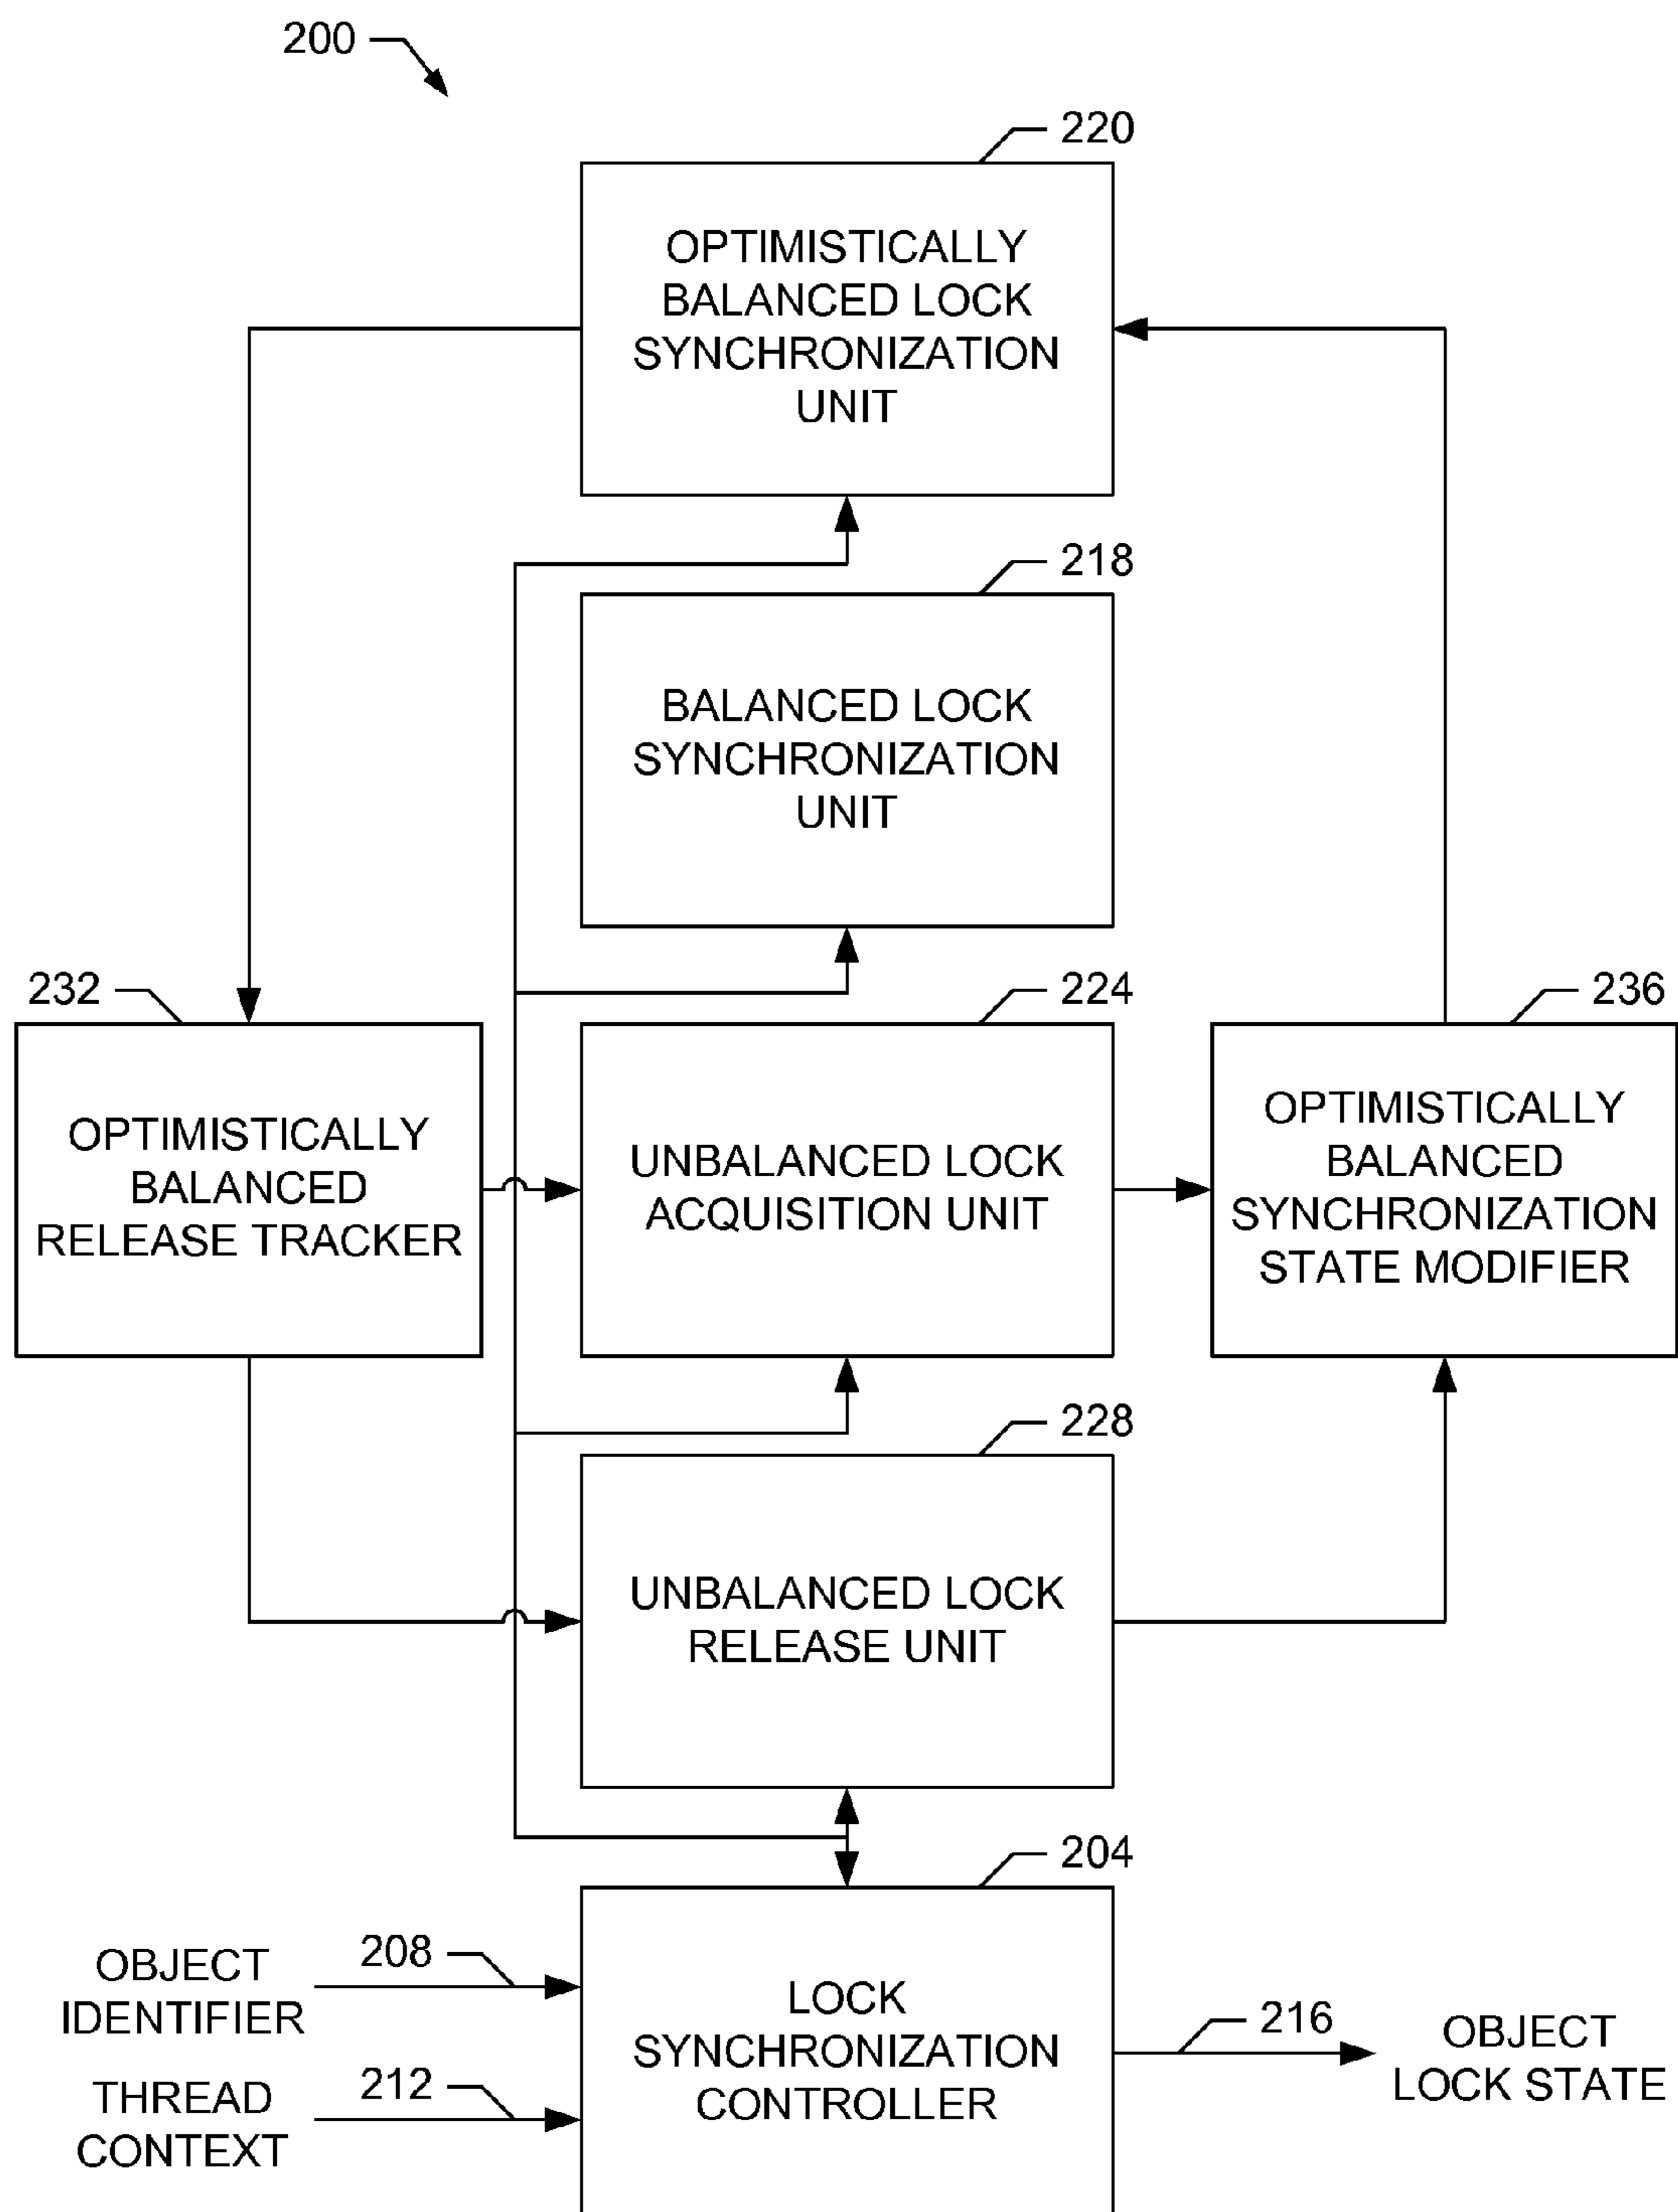 200
220
OPTIMISTICALLY
BALANCED LOCK
SYNCHRONIZATION
UNIT
218
BALANCED LOCK
SYNCHRONIZATION
UNIT
232
OPTIMISTICALLY
BALANCED
RELEASE TRACKER
224
UNBALANCED LOCK
ACQUISITION UNIT
236
OPTIMISTICALLY
BALANCED
SYNCHRONIZATION
STATE MODIFIER
228
UNBALANCED LOCK
RELEASE UNIT
204
OBJECT
IDENTIFIER
208
THREAD
CONTEXT
212
LOCK
SYNCHRONIZATION
CONTROLLER
216
OBJECT
LOCK STATE